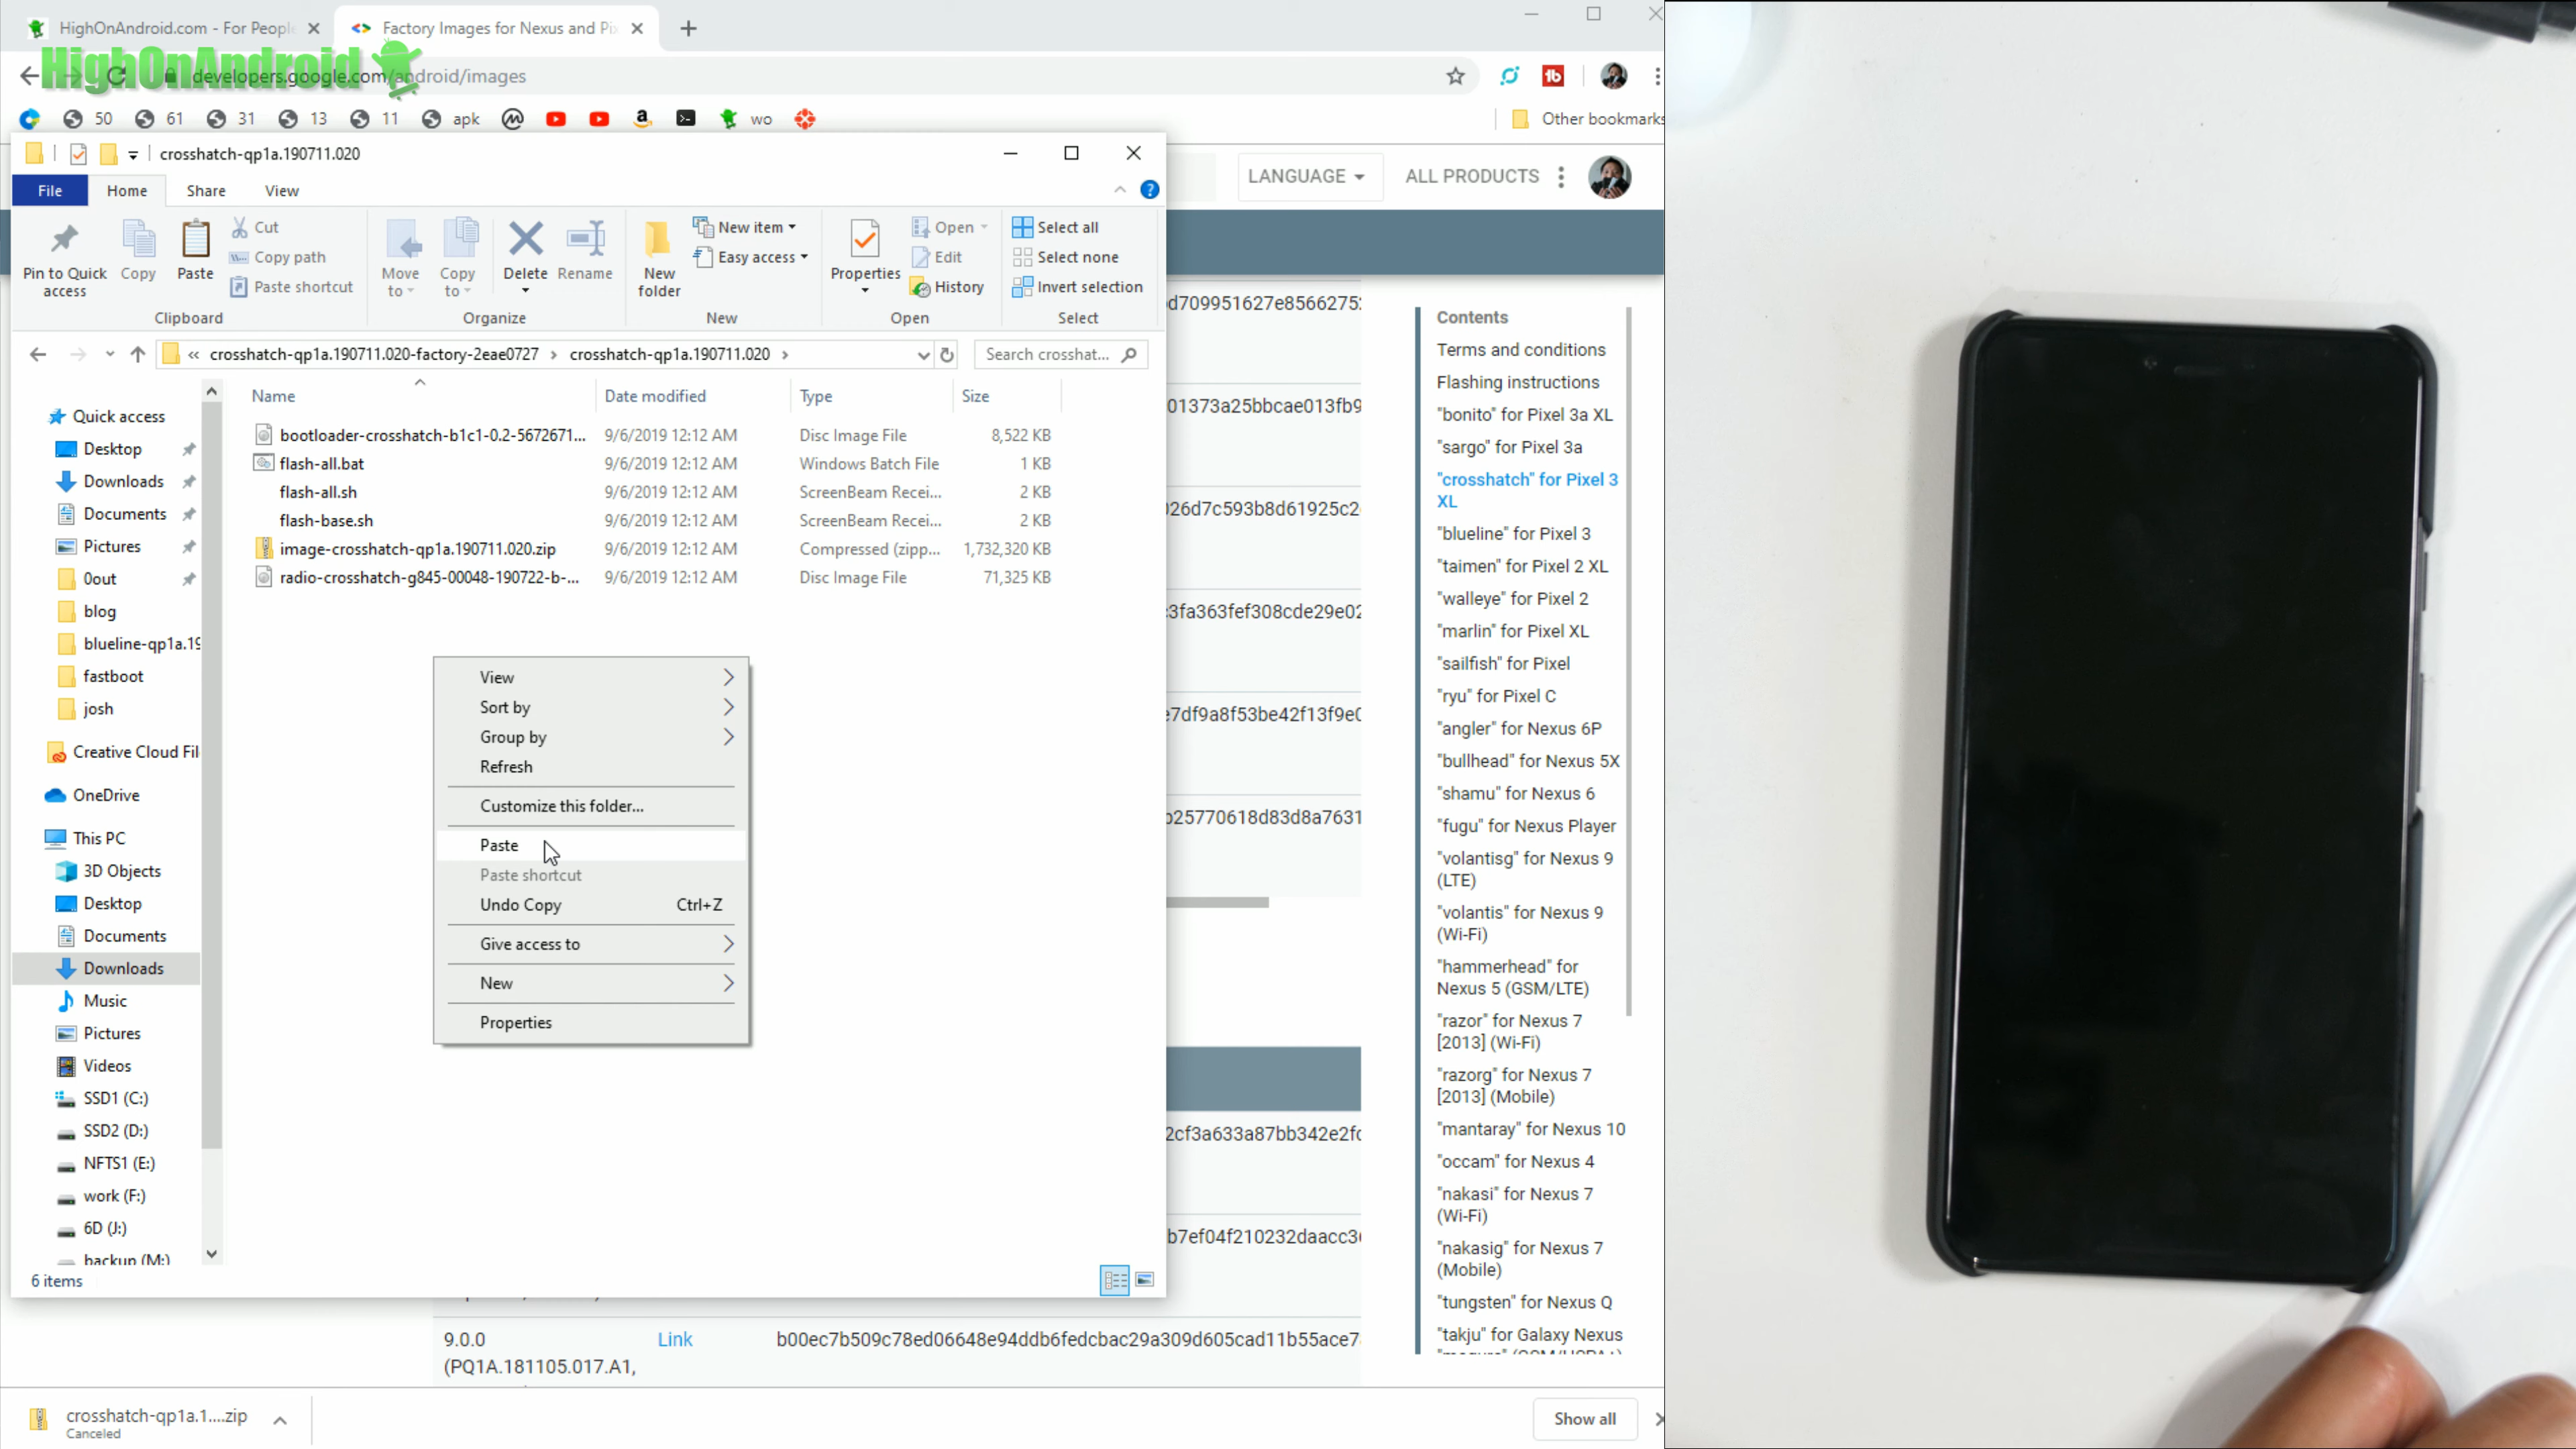 HighOnAndroid.com - For People
Factory Images for Nexus and Pix
HighOnAndroid
developers.google.com/android/images
50
61
31
13
11
apk
wo
Other bookmarks
crosshatch-qp1a.190711.020
File
Home
Share
View
LANGUAGE
ALL PRODUCTS
Pin to Quick
access
Copy
Paste
Cut
Copy path
Paste shortcut
Clipboard
Move
to
Copy
to
Delete
Rename
Organize
New
folder
New item
Easy access
New
Properties
Open
Edit
History
Open
Select all
Select none
Invert selection
Select
« crosshatch-qp1a.190711.020-factory-2eae0727 › crosshatch-qp1a.190711.020 ›
Search crosshat...
Name Date modified Type Size
bootloader-crosshatch-b1c1-0.2-5672671... 9/6/2019 12:12 AM Disc Image File 8,522 KB
flash-all.bat 9/6/2019 12:12 AM Windows Batch File 1 KB
flash-all.sh 9/6/2019 12:12 AM ScreenBeam Recei... 2 KB
flash-base.sh 9/6/2019 12:12 AM ScreenBeam Recei... 2 KB
image-crosshatch-qp1a.190711.020.zip 9/6/2019 12:12 AM Compressed (zipp... 1,732,320 KB
radio-crosshatch-g845-00048-190722-b-... 9/6/2019 12:12 AM Disc Image File 71,325 KB
Quick access
Desktop
Downloads
Documents
Pictures
0out
blog
blueline-qp1a.19
fastboot
josh
Creative Cloud Fil
OneDrive
This PC
3D Objects
Desktop
Documents
Downloads
Music
Pictures
Videos
SSD1 (C:)
SSD2 (D:)
NFTS1 (E:)
work (F:)
6D (J:)
backup (M:)
6 items
View
Sort by
Group by
Refresh
Customize this folder...
Paste
Paste shortcut
Undo Copy Ctrl+Z
Give access to
New
Properties
d709951627e8566275
01373a25bbcae013fb9
026d7c593b8d61925c2
3fa363fef308cde29e02
e7df9a8f53be42f13f9e0
b25770618d83d8a7631
2cf3a633a87bb342e2fc
b7ef04f210232daacc3
9.0.0
(PQ1A.181105.017.A1,
Link
b00ec7b509c78ed06648e94ddb6fedcbac29a309d605cad11b55ace7
Contents
Terms and conditions
Flashing instructions
"bonito" for Pixel 3a XL
"sargo" for Pixel 3a
"crosshatch" for Pixel 3
XL
"blueline" for Pixel 3
"taimen" for Pixel 2 XL
"walleye" for Pixel 2
"marlin" for Pixel XL
"sailfish" for Pixel
"ryu" for Pixel C
"angler" for Nexus 6P
"bullhead" for Nexus 5X
"shamu" for Nexus 6
"fugu" for Nexus Player
"volantisg" for Nexus 9
(LTE)
"volantis" for Nexus 9
(Wi-Fi)
"hammerhead" for
Nexus 5 (GSM/LTE)
"razor" for Nexus 7
[2013] (Wi-Fi)
"razorg" for Nexus 7
[2013] (Mobile)
"mantaray" for Nexus 10
"occam" for Nexus 4
"nakasi" for Nexus 7
(Wi-Fi)
"nakasig" for Nexus 7
(Mobile)
"tungsten" for Nexus Q
"takju" for Galaxy Nexus
crosshatch-qp1a.1....zip
Canceled
Show all